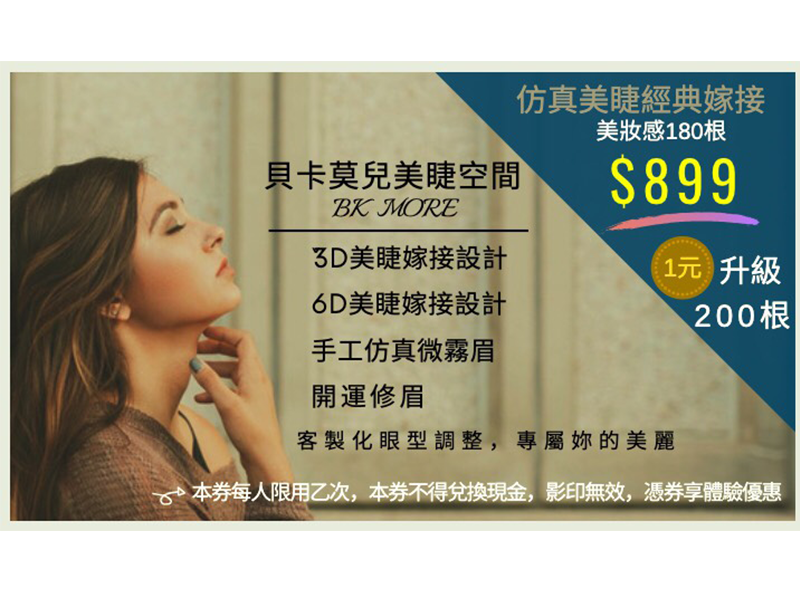 仿真美睫經典嫁接
美妝感180根
$899
1元 升級
200根
貝卡莫兒美睫空間
BK MORE
3D美睫嫁接設計
6D美睫嫁接設計
手工仿真微霧眉
開運修眉
客製化眼型調整，專屬妳的美麗
本券每人限用乙次，本券不得兌換現金，影印無效，憑券享體驗優惠